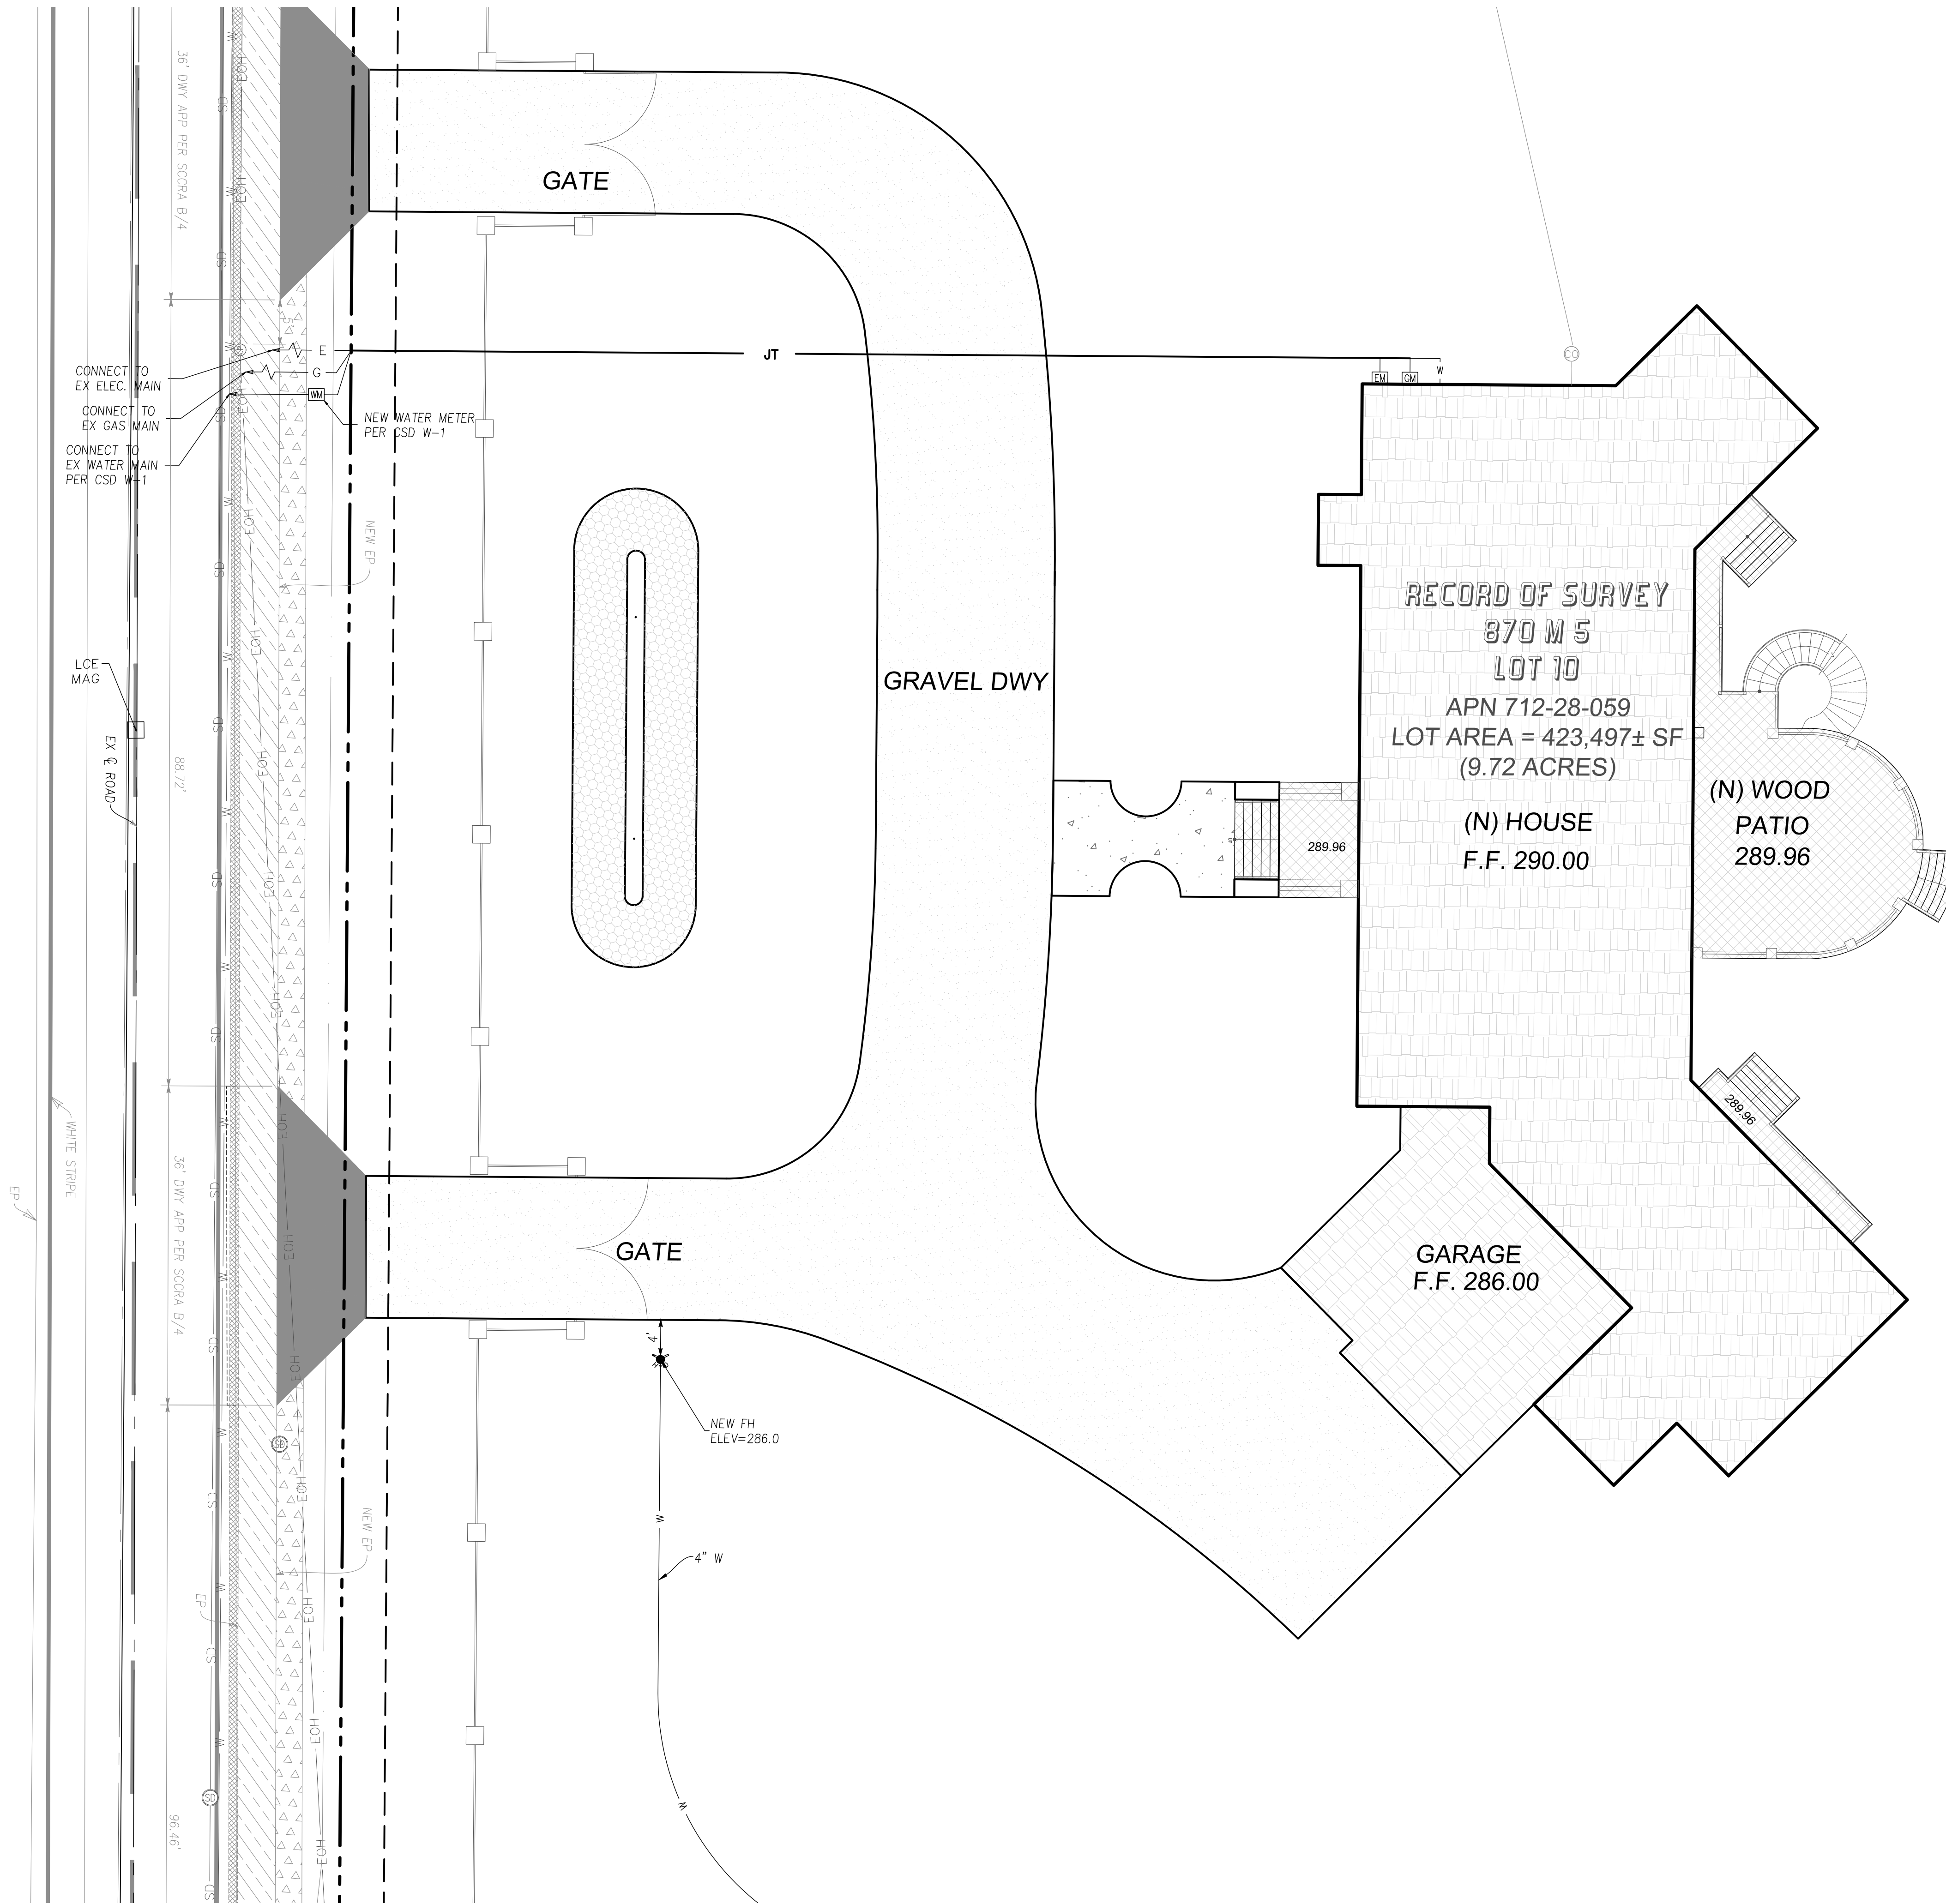 36' DWY APP PER SCCRA B/4
SD
W
EOH
GATE
5'
E
G
WM
JT
EM
GM
W
CO
CONNECT TO
EX ELEC. MAIN
CONNECT TO
EX GAS MAIN
CONNECT TO
EX WATER MAIN
PER CSD W-1
NEW WATER METER
PER CSD W-1
NEW EP
LCE
MAG
EX ℄ ROAD
88.72'
GRAVEL DWY
RECORD OF SURVEY
870 M 5
LOT 10
APN 712-28-059
LOT AREA = 423,497± SF
(9.72 ACRES)
(N) HOUSE
F.F. 290.00
289.96
(N) WOOD
PATIO
289.96
289.96
WHITE STRIPE
EP
36' DWY APP PER SCCRA B/4
GATE
GARAGE
F.F. 286.00
4'
NEW FH
ELEV=286.0
SD
W
4" W
NEW EP
EP
W
SD
96.46'